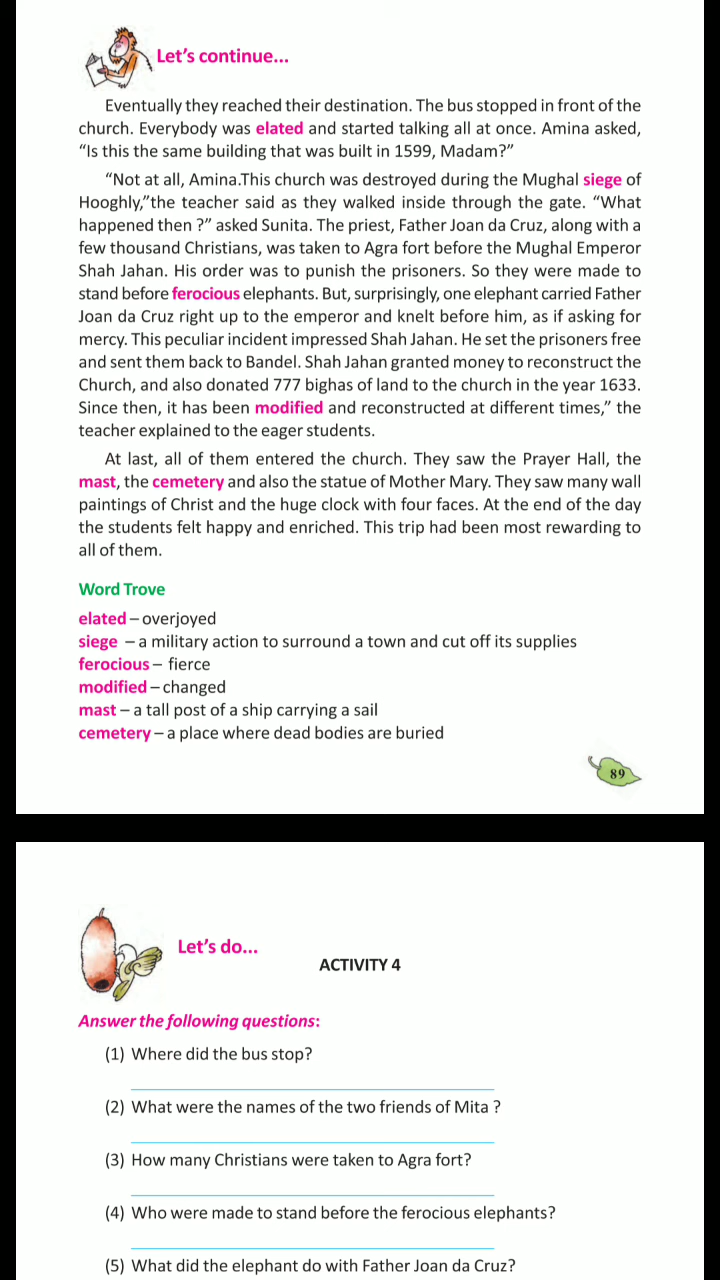 Let's continue...
Eventually they reached their destination. The bus stopped in front of the
church. Everybody was elated and started talking all at once. Amina asked,
“Is this the same building that was built in 1599, Madam?”
“Not at all, Amina.This church was destroyed during the Mughal siege of
Hooghly,”the teacher said as they walked inside through the gate. “What
happened then ?” asked Sunita. The priest, Father Joan da Cruz, along with a
few thousand Christians, was taken to Agra fort before the Mughal Emperor
Shah Jahan. His order was to punish the prisoners. So they were made to
stand before ferocious elephants. But, surprisingly, one elephant carried Father
Joan da Cruz right up to the emperor and knelt before him, as if asking for
mercy. This peculiar incident impressed Shah Jahan. He set the prisoners free
and sent them back to Bandel. Shah Jahan granted money to reconstruct the
Church, and also donated 777 bighas of land to the church in the year 1633.
Since then, it has been modified and reconstructed at different times,” the
teacher explained to the eager students.
At last, all of them entered the church. They saw the Prayer Hall, the
mast, the cemetery and also the statue of Mother Mary. They saw many wall
paintings of Christ and the huge clock with four faces. At the end of the day
the students felt happy and enriched. This trip had been most rewarding to
all of them.
Word Trove
elated – overjoyed
siege – a military action to surround a town and cut off its supplies
ferocious – fierce
modified – changed
mast – a tall post of a ship carrying a sail
cemetery – a place where dead bodies are buried
89
Let's do...
ACTIVITY 4
Answer the following questions:
(1) Where did the bus stop?
(2) What were the names of the two friends of Mita ?
(3) How many Christians were taken to Agra fort?
(4) Who were made to stand before the ferocious elephants?
(5) What did the elephant do with Father Joan da Cruz?